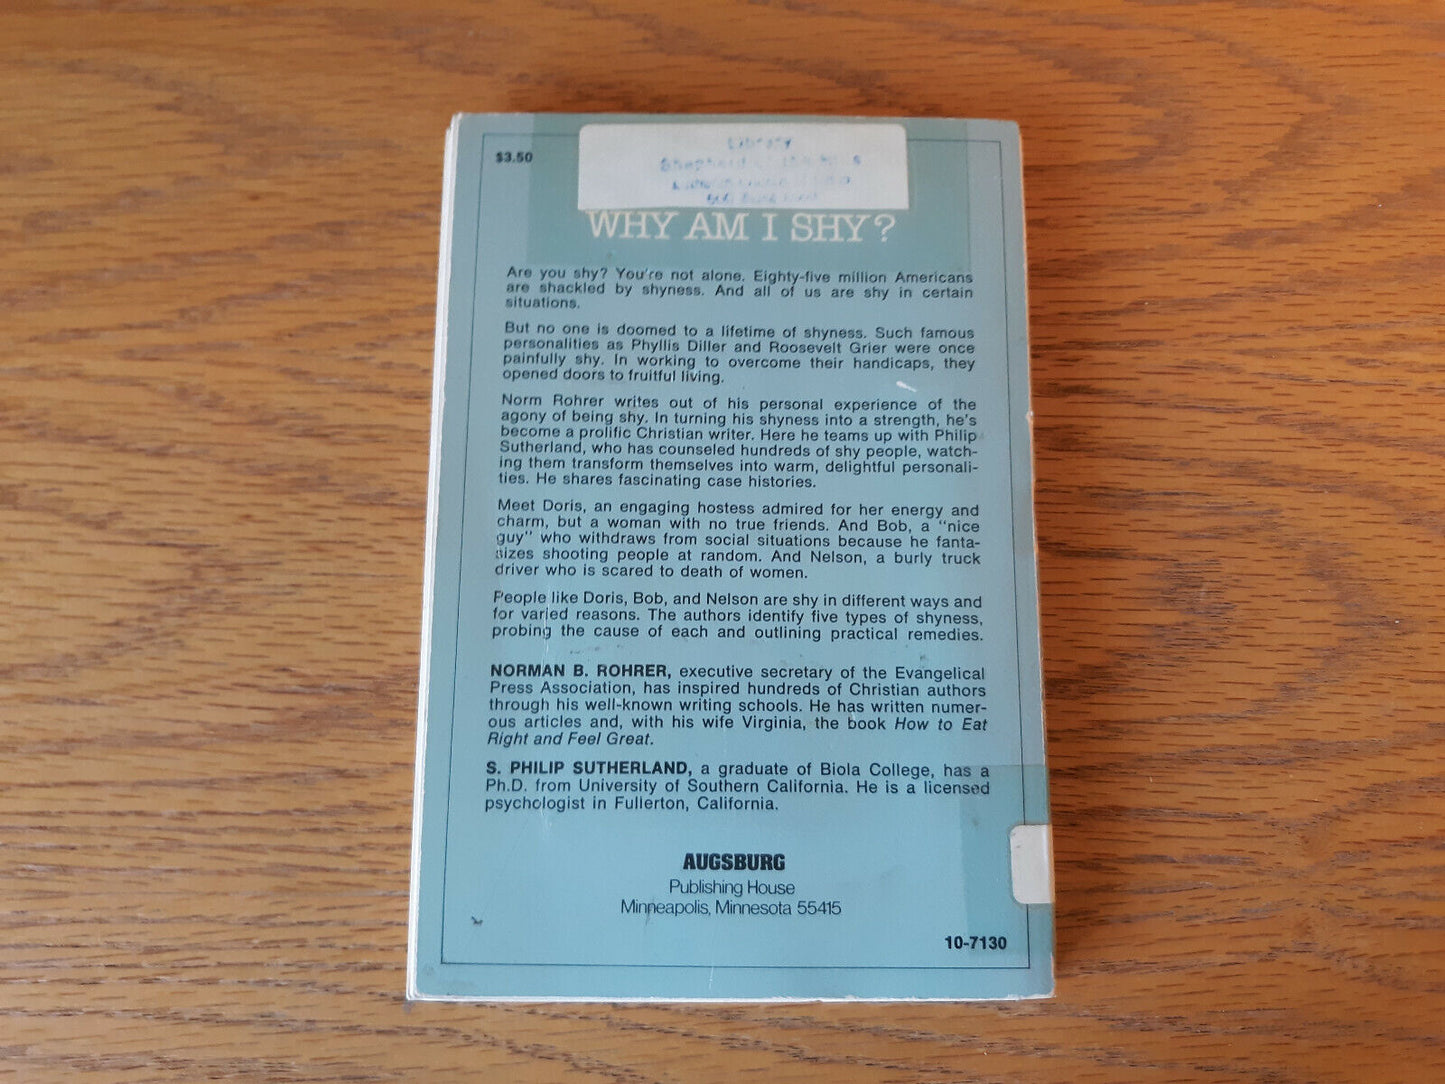 $3.50
Library
WHY AM I SHY?
Are you shy? You're not alone. Eighty-five million Americans
are shackled by shyness. And all of us are shy in certain
situations.
But no one is doomed to a lifetime of shyness. Such famous
personalities as Phyllis Diller and Roosevelt Grier were once
painfully shy. In working to overcome their handicaps, they
opened doors to fruitful living.
Norm Rohrer writes out of his personal experience of the
agony of being shy. In turning his shyness into a strength, he's
become a prolific Christian writer. Here he teams up with Philip
Sutherland, who has counseled hundreds of shy people, watch-
ing them transform themselves into warm, delightful personali-
ties. He shares fascinating case histories.
Meet Doris, an engaging hostess admired for her energy and
charm, but a woman with no true friends. And Bob, a "nice
guy" who withdraws from social situations because he fanta-
sizes shooting people at random. And Nelson, a burly truck
driver who is scared to death of women.
People like Doris, Bob, and Nelson are shy in different ways and
for varied reasons. The authors identify five types of shyness,
probing the cause of each and outlining practical remedies.
NORMAN B. ROHRER, executive secretary of the Evangelical
Press Association, has inspired hundreds of Christian authors
through his well-known writing schools. He has written numer-
ous articles and, with his wife Virginia, the book How to Eat
Right and Feel Great.
S. PHILIP SUTHERLAND, a graduate of Biola College, has a
Ph.D. from University of Southern California. He is a licensed
psychologist in Fullerton, California.
AUGSBURG
Publishing House
Minneapolis, Minnesota 55415
10-7130